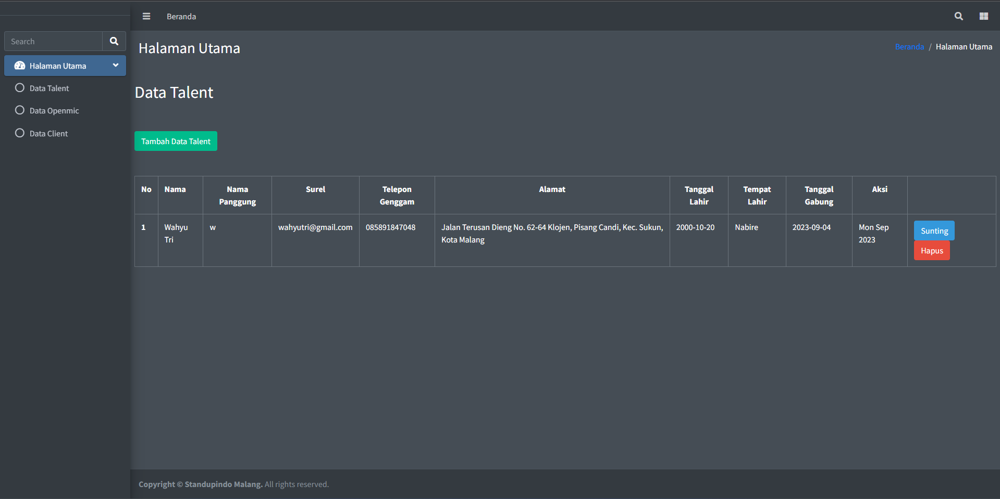 Beranda
Search
Halaman Utama
Data Talent
Data Openmic
Data Client
Halaman Utama
Beranda / Halaman Utama
Data Talent
Tambah Data Talent
No Nama Nama Panggung Surel Telepon Genggam Alamat Tanggal Lahir Tempat Lahir Tanggal Gabung Aksi
1 Wahyu Tri w wahyutri@gmail.com 085891847048 Jalan Terusan Dieng No. 62-64 Klojen, Pisang Candi, Kec. Sukun, Kota Malang 2000-10-20 Nabire 2023-09-04 Mon Sep 2023 Sunting
Hapus
Copyright © Standupindo Malang. All rights reserved.